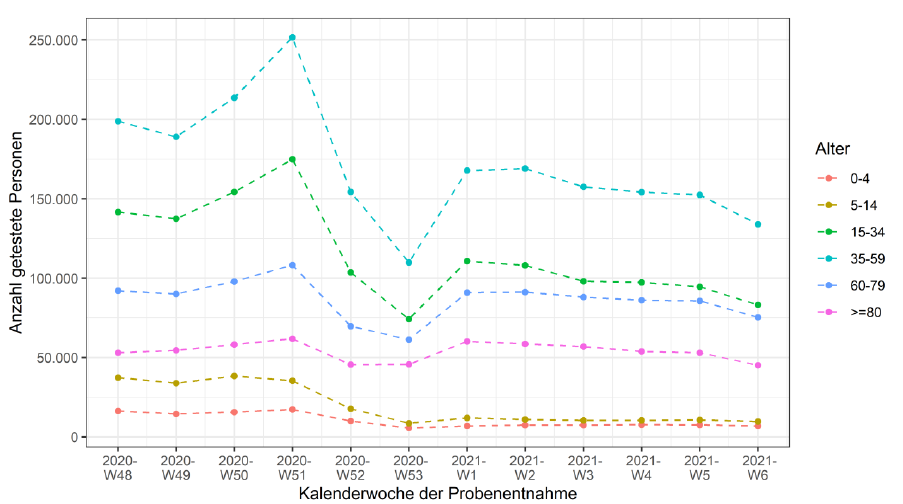 250.000
200.000
150.000
100.000
50.000
0
Anzahl getestete Personen
2020-
W48
2020-
W49
2020-
W50
2020-
W51
2020-
W52
2020-
W53
2021-
W1
2021-
W2
2021-
W3
2021-
W4
2021-
W5
2021-
W6
Kalenderwoche der Probenentnahme
Alter
0-4
5-14
15-34
35-59
60-79
>=80